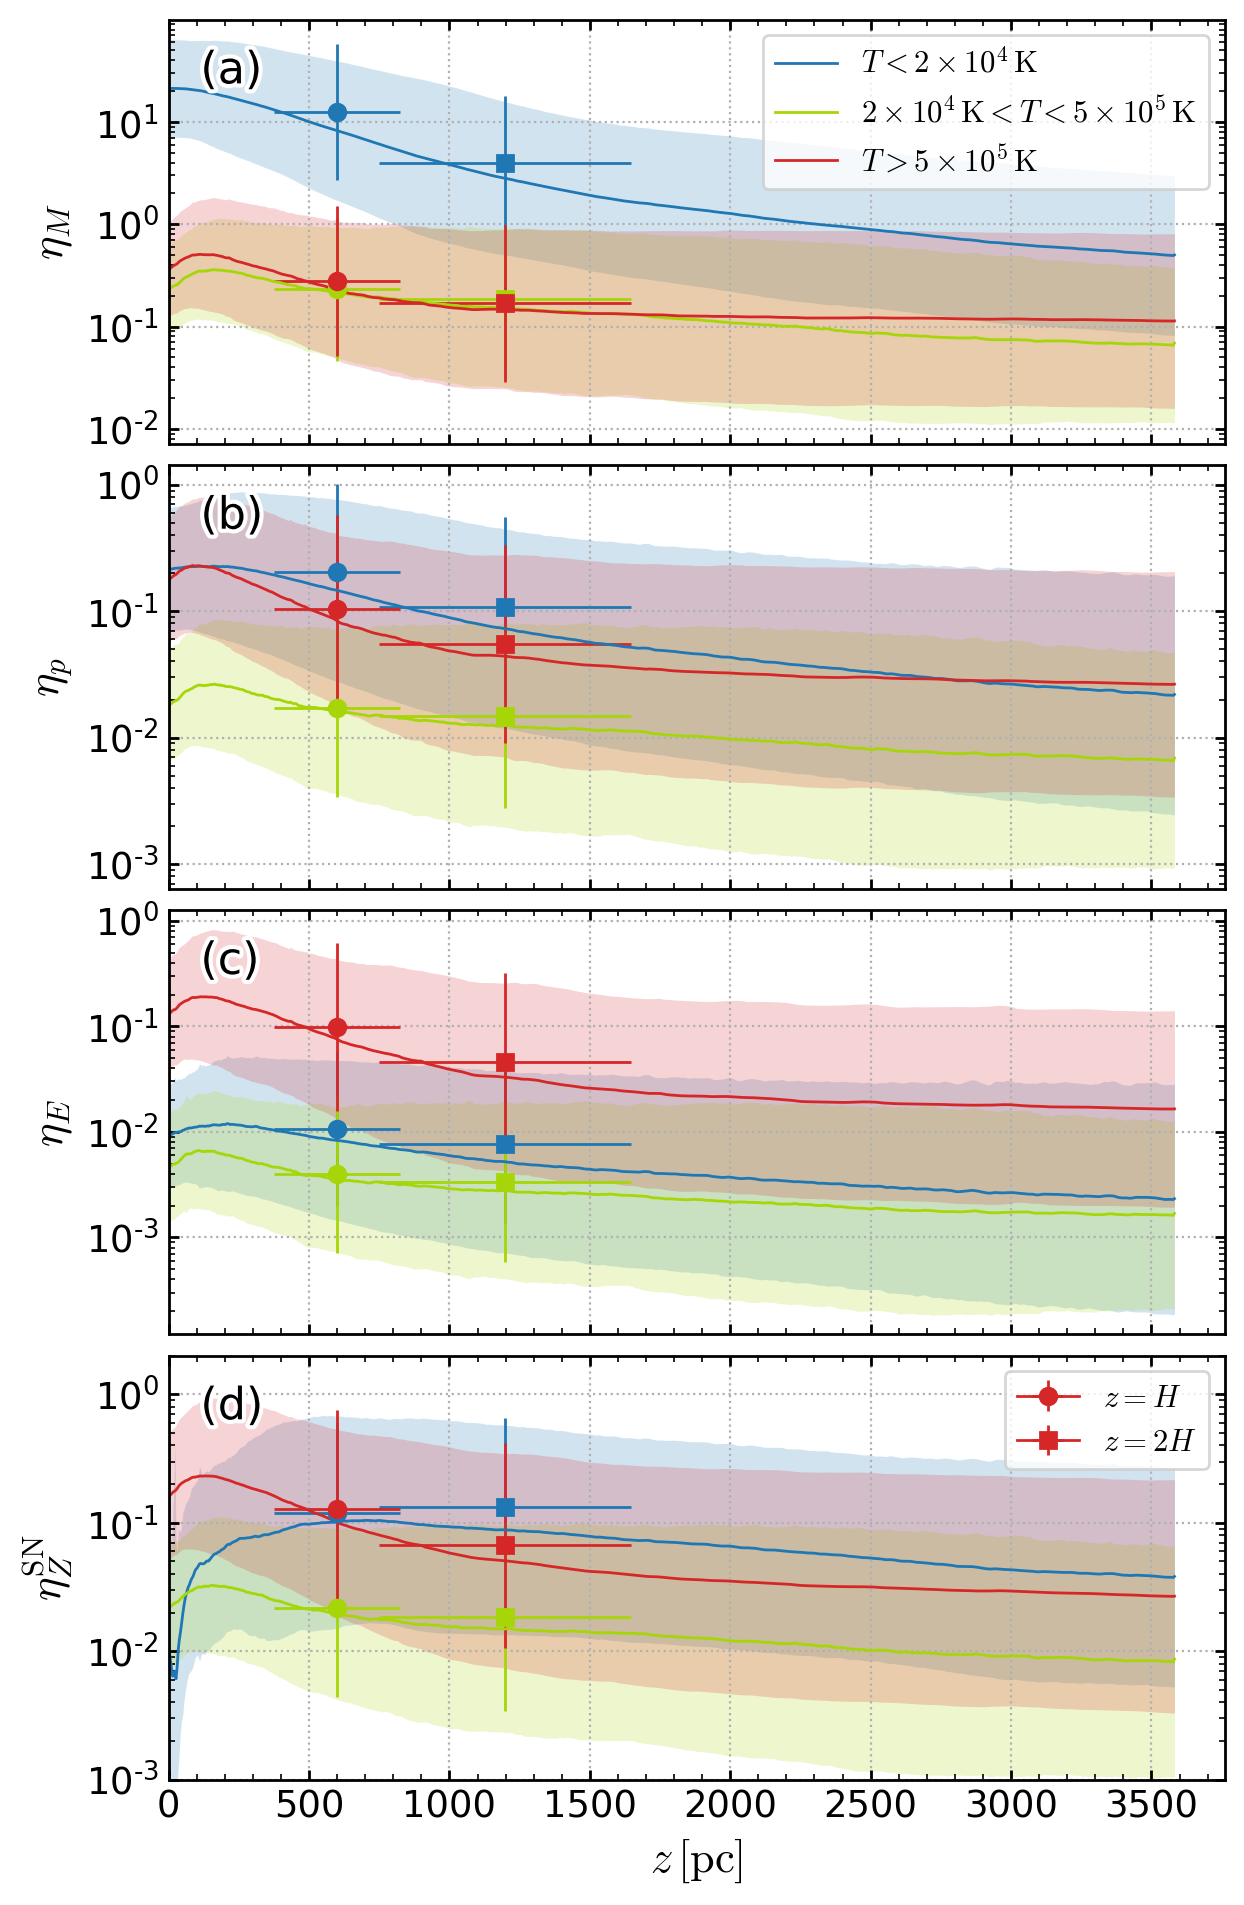 (a)
T < 2 × 10⁴ K
2 × 10⁴ K < T < 5 × 10⁵ K
T > 5 × 10⁵ K
10¹
10⁰
10⁻¹
10⁻²
η_M
(b)
10⁰
10⁻¹
10⁻²
10⁻³
η_p
(c)
10⁰
10⁻¹
10⁻²
10⁻³
η_E
(d)
z = H
z = 2H
10⁰
10⁻¹
10⁻²
10⁻³
η_Z^SN
0 500 1000 1500 2000 2500 3000 3500
z [pc]